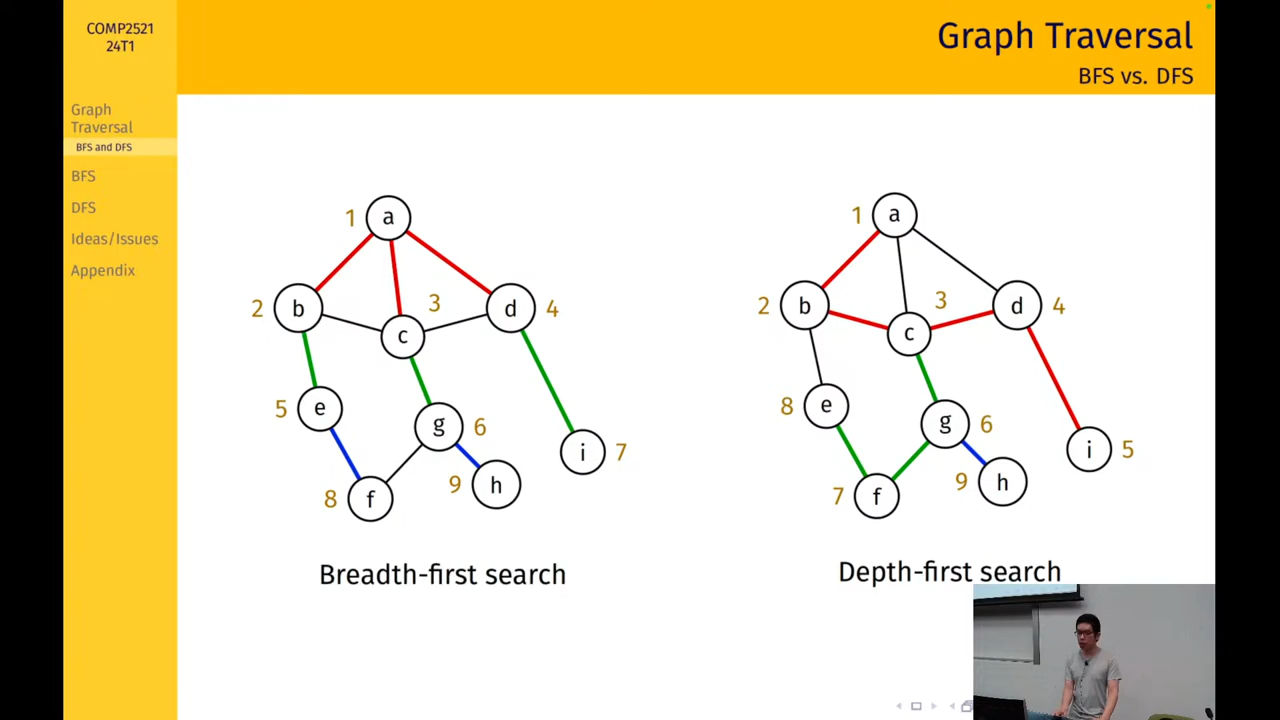 COMP2521
24T1
Graph
Traversal
BFS and DFS
BFS
DFS
Ideas/Issues
Appendix
Graph Traversal
BFS vs. DFS
1 a
2 b
c 3
d 4
5 e
g 6
i 7
8 f
9 h
Breadth-first search
1 a
2 b
c 3
d 4
8 e
g 6
i 5
7 f
9 h
Depth-first search